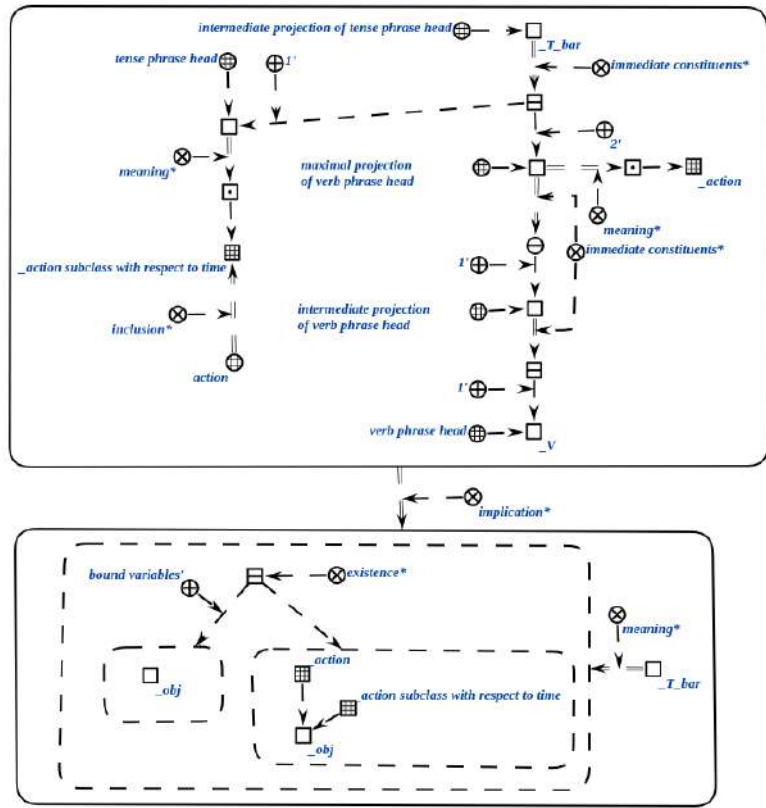 intermediate projection of tense phrase head
_T_bar
tense phrase head
1'
immediate constituents*
2'
meaning*
maximal projection
of verb phrase head
_action
meaning*
_action subclass with respect to time
immediate constituents*
1'
inclusion*
intermediate projection
of verb phrase head
action
1'
verb phrase head
_V
implication*
bound variables'
existence*
meaning*
_action
_obj
_action subclass with respect to time
_T_bar
_obj